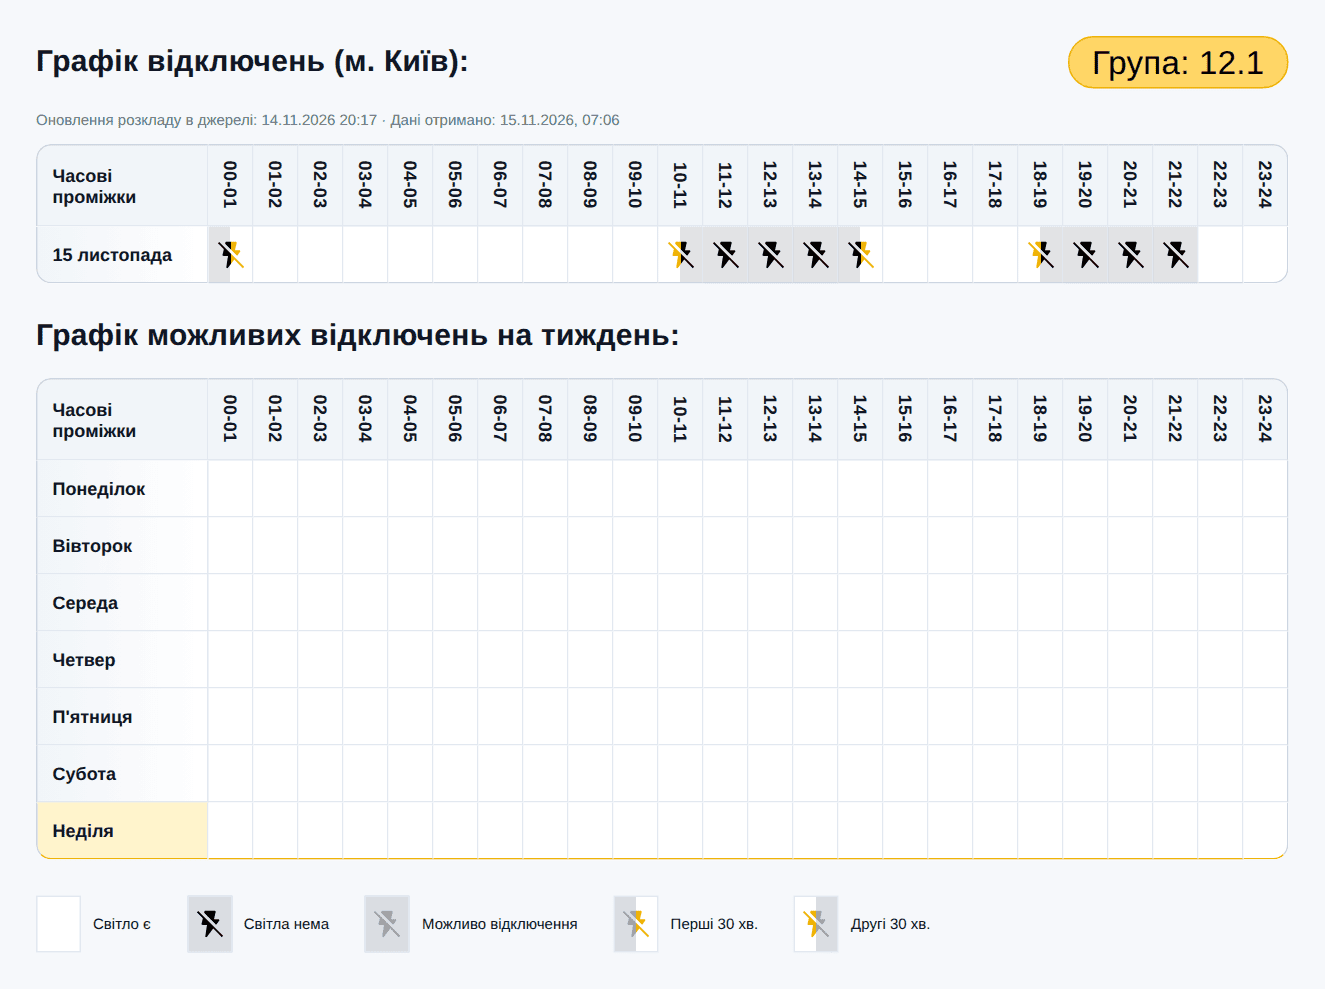 Графік відключень (м. Київ):
Група: 12.1
Оновлення розкладу в джерелі: 14.11.2026 20:17 · Дані отримано: 15.11.2026, 07:06
Часові проміжки 00-01 01-02 02-03 03-04 04-05 05-06 06-07 07-08 08-09 09-10 10-11 11-12 12-13 13-14 14-15 15-16 16-17 17-18 18-19 19-20 20-21 21-22 22-23 23-24
15 листопада
Графік можливих відключень на тиждень:
Часові проміжки 00-01 01-02 02-03 03-04 04-05 05-06 06-07 07-08 08-09 09-10 10-11 11-12 12-13 13-14 14-15 15-16 16-17 17-18 18-19 19-20 20-21 21-22 22-23 23-24
Понеділок
Вівторок
Середа
Четвер
П'ятниця
Субота
Неділя
Світло є Світла нема Можливо відключення Перші 30 хв. Другі 30 хв.